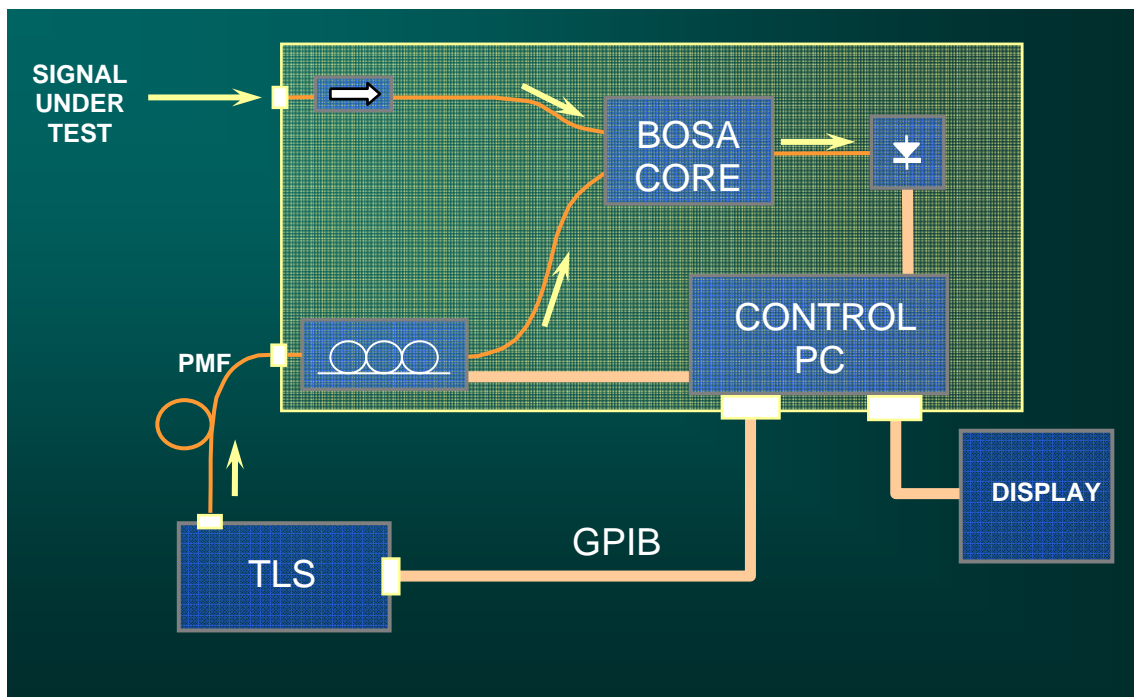 SIGNAL
UNDER
TEST
BOSA
CORE
CONTROL
PC
PMF
DISPLAY
GPIB
TLS